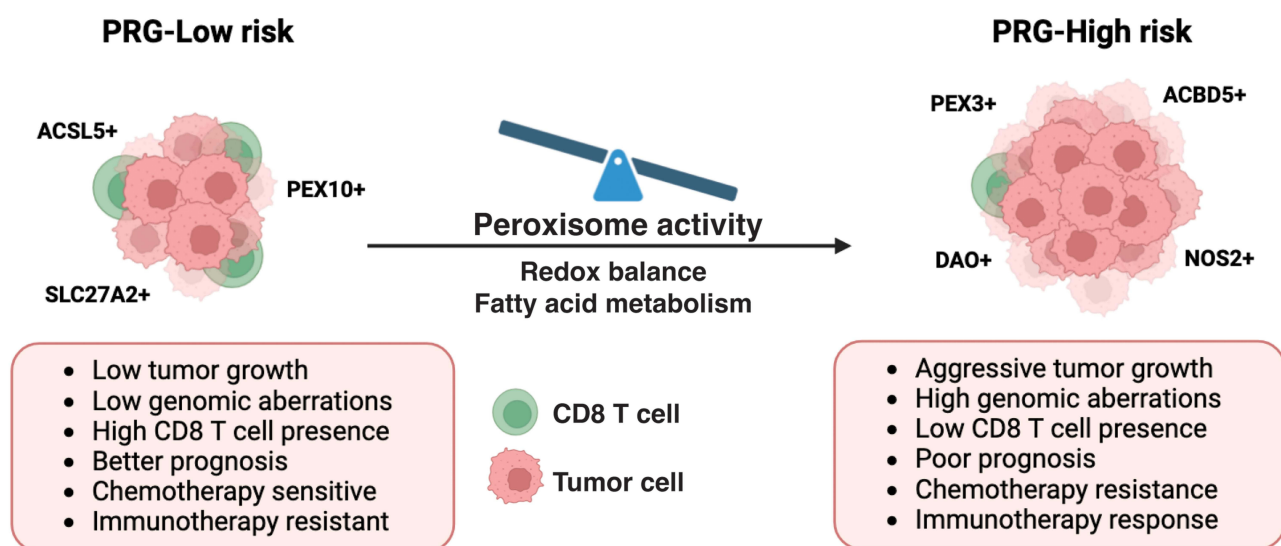 PRG-Low risk
ACSL5+
PEX10+
SLC27A2+
• Low tumor growth
• Low genomic aberrations
• High CD8 T cell presence
• Better prognosis
• Chemotherapy sensitive
• Immunotherapy resistant
Peroxisome activity
Redox balance
Fatty acid metabolism
CD8 T cell
Tumor cell
PRG-High risk
PEX3+
ACBD5+
DAO+
NOS2+
• Aggressive tumor growth
• High genomic aberrations
• Low CD8 T cell presence
• Poor prognosis
• Chemotherapy resistance
• Immunotherapy response